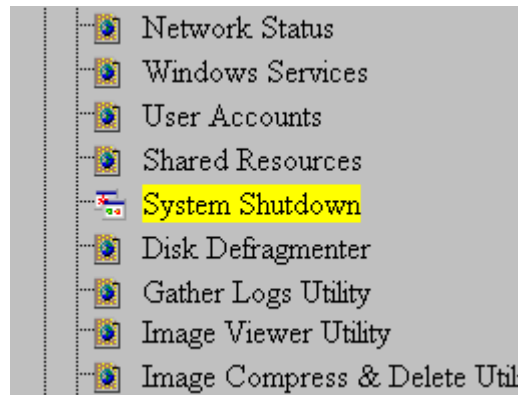 Network Status
Windows Services
User Accounts
Shared Resources
System Shutdown
Disk Defragmenter
Gather Logs Utility
Image Viewer Utility
Image Compress & Delete Util